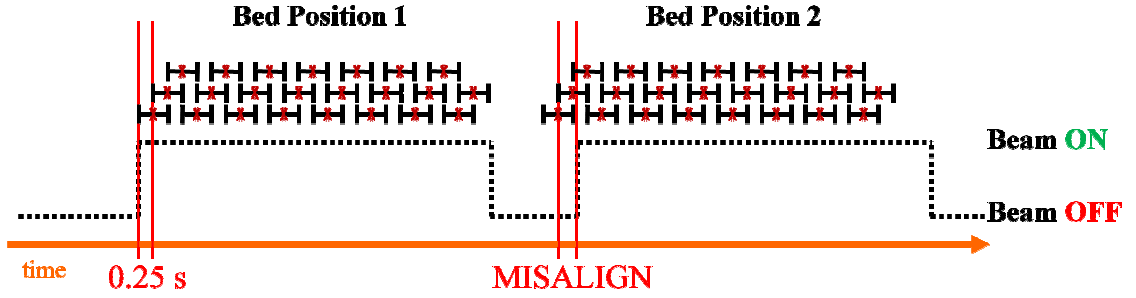 Bed Position 1
Bed Position 2
Beam ON
Beam OFF
time
0.25 s
MISALIGN